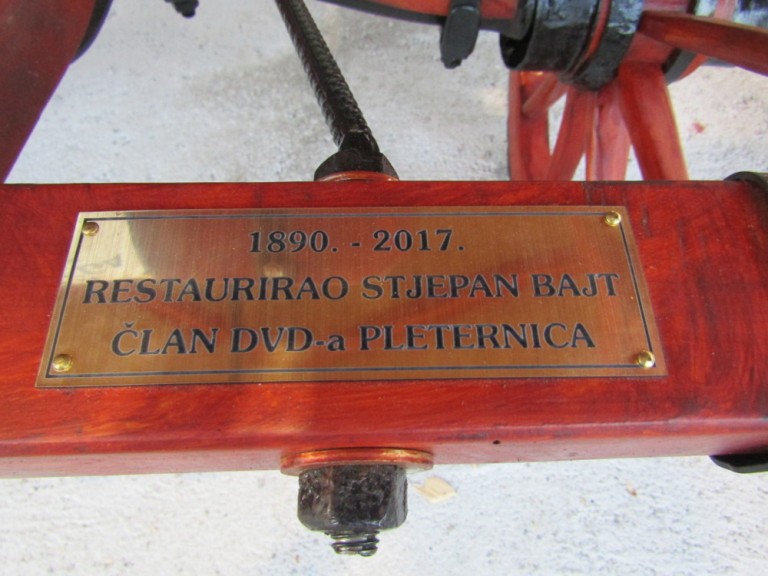 1890. - 2017.
RESTAURIRAO STJEPAN BAJT
ČLAN DVD-a PLETERNICA